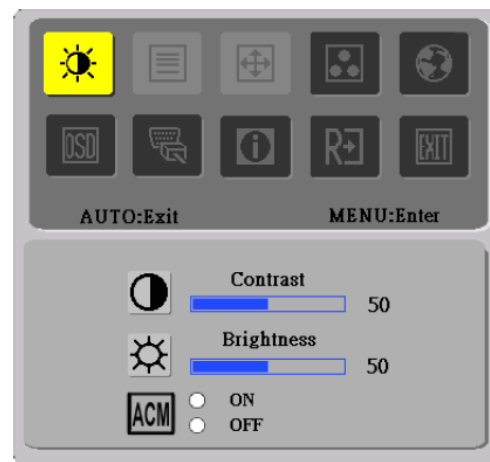 OSD
R
EXIT
AUTO:Exit MENU:Enter
Contrast
50
Brightness
50
ACM ON
OFF